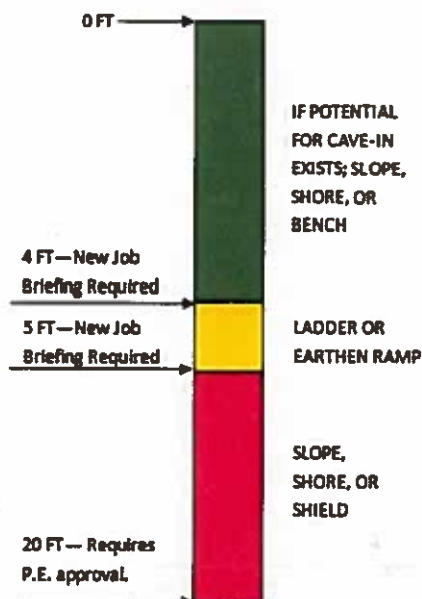 0 FT
IF POTENTIAL
FOR CAVE-IN
EXISTS; SLOPE,
SHORE, OR
BENCH
4 FT—New Job
Briefing Required
5 FT—New Job
Briefing Required
LADDER OR
EARTHEN RAMP
SLOPE,
SHORE, OR
SHIELD
20 FT— Requires
P.E. approval.